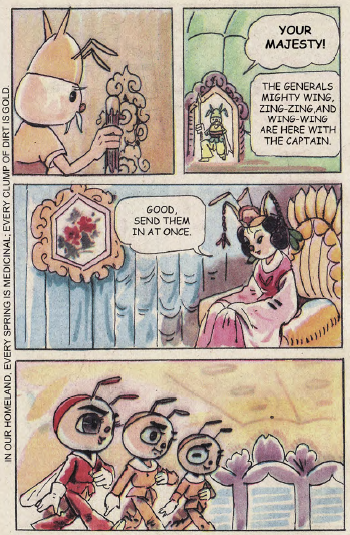 YOUR
MAJESTY!
THE GENERALS
MIGHTY WING,
ZING-ZING,AND
WING-WING
ARE HERE WITH
THE CAPTAIN.
GOOD,
SEND THEM
IN AT ONCE.
IN OUR HOMELAND, EVERY SPRING IS MEDICINAL; EVERY CLUMP OF DIRT IS GOLD.